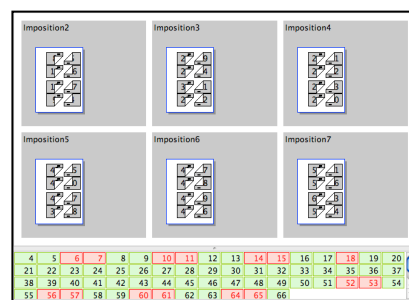 Imposition2 Imposition3 Imposition4
Imposition5 Imposition6 Imposition7
4 5 6 7 8 9 10 11 12 13 14 15 16 17 18 19 20
21 22 23 24 25 26 27 28 29 30 31 32 33 34 35 36 37
38 39 40 41 42 43 44 45 46 47 48 49 50 51 52 53 54
55 56 57 58 59 60 61 62 63 64 65 66